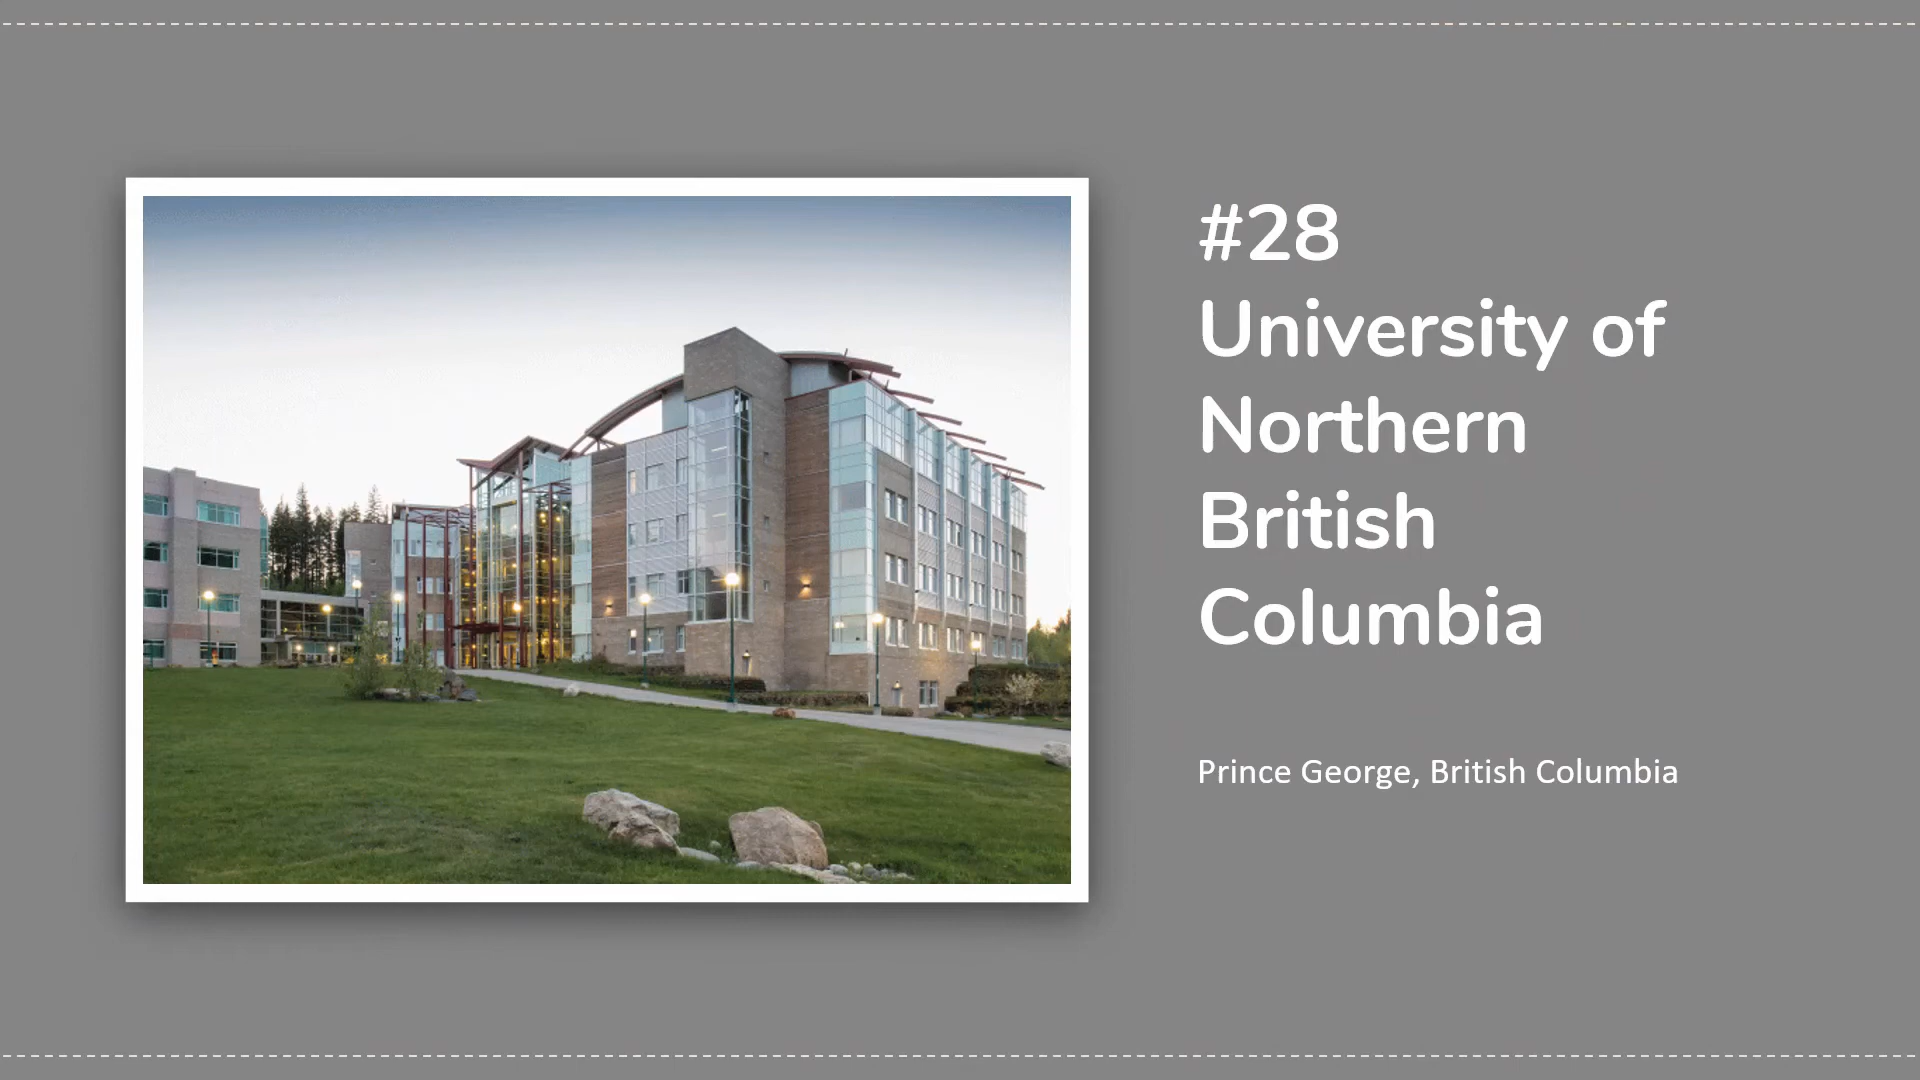 #28
University of
Northern
British
Columbia
Prince George, British Columbia